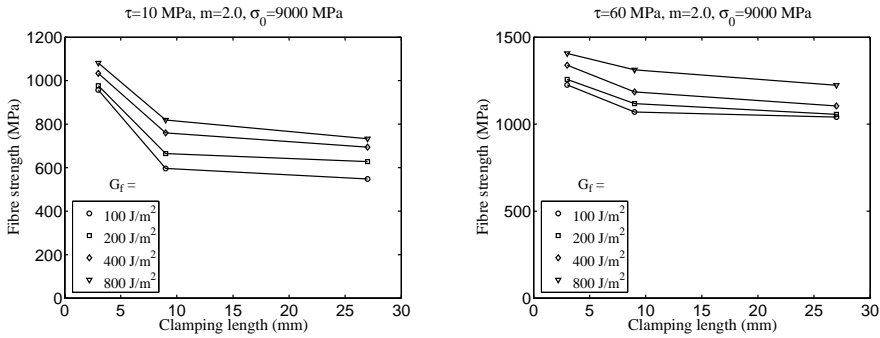 τ=10 MPa, m=2.0, σ₀=9000 MPa
1200
1000
800
600
400
200
0
Fibre strength (MPa)
G_f =
100 J/m²
200 J/m²
400 J/m²
800 J/m²
0 5 10 15 20 25 30
Clamping length (mm)
τ=60 MPa, m=2.0, σ₀=9000 MPa
1500
1000
500
0
Fibre strength (MPa)
G_f =
100 J/m²
200 J/m²
400 J/m²
800 J/m²
0 5 10 15 20 25 30
Clamping length (mm)